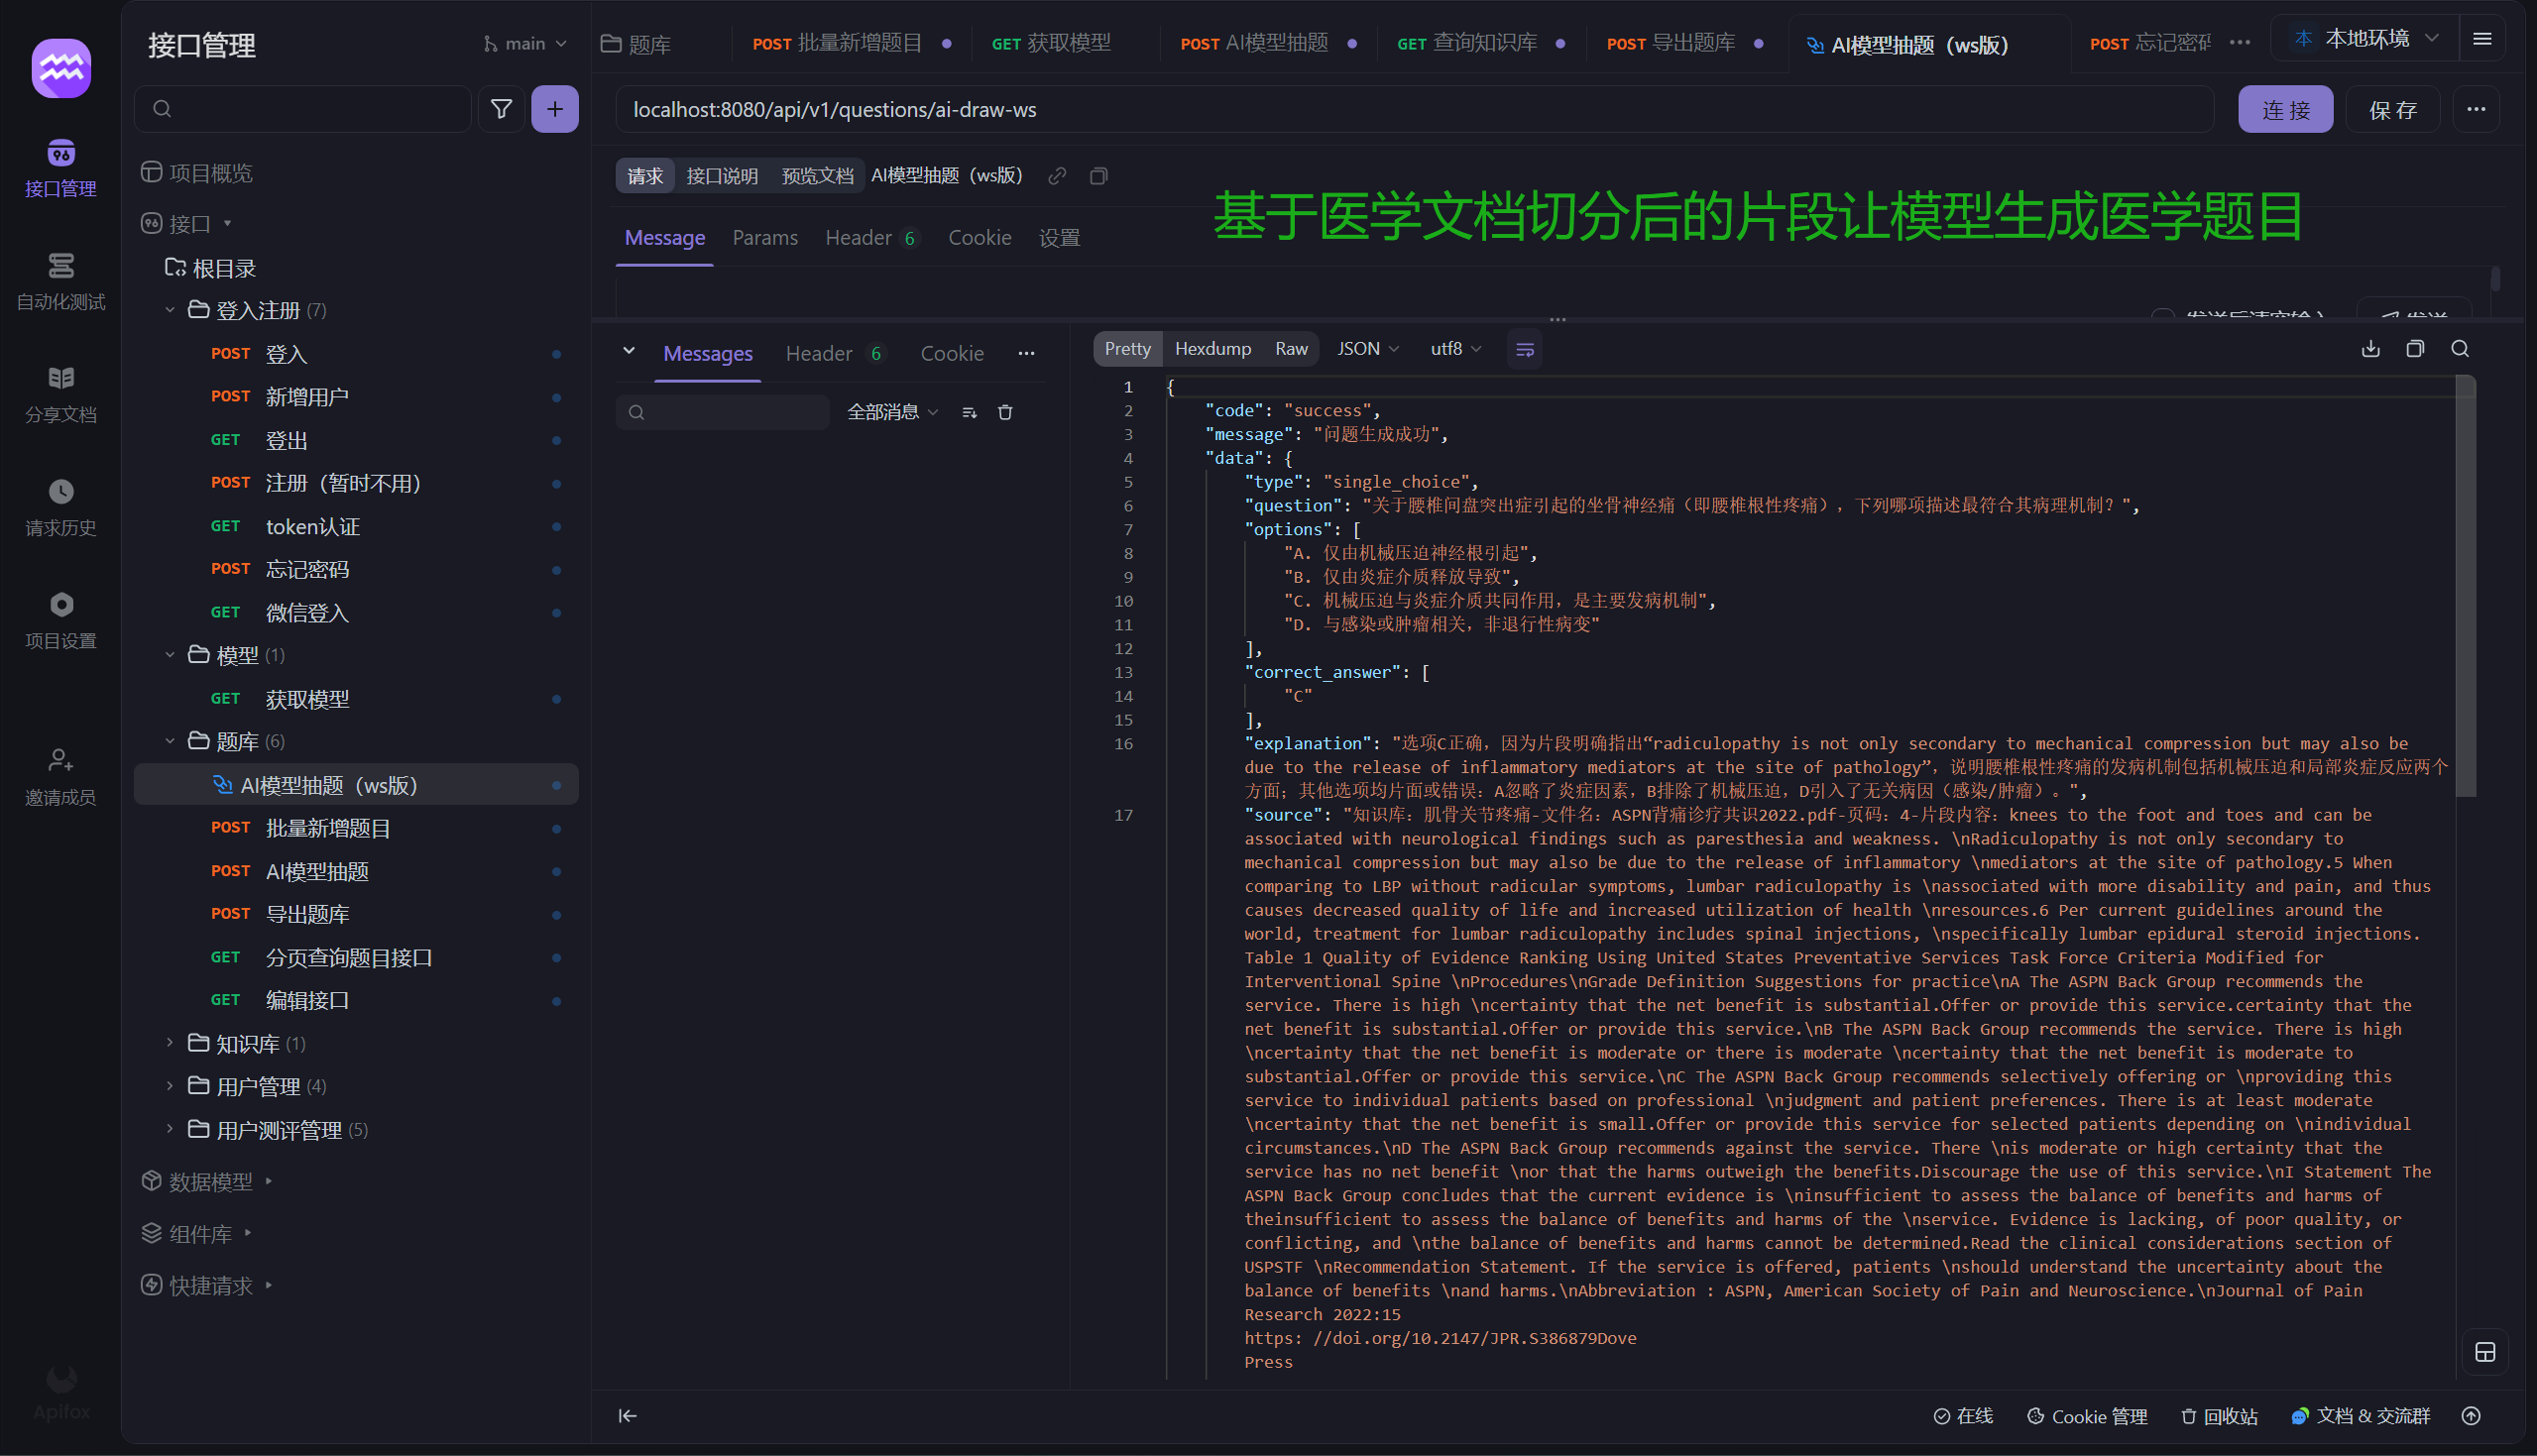 接口管理
自动化测试
分享文档
请求历史
项目设置
邀请成员
Apifox
接口管理
main
项目概览
接口
根目录
登入注册 (7)
POST 登入
POST 新增用户
GET 登出
POST 注册（暂时不用）
GET token认证
POST 忘记密码
GET 微信登入
模型 (1)
GET 获取模型
题库 (6)
AI模型抽题（ws版）
POST 批量新增题目
POST AI模型抽题
POST 导出题库
GET 分页查询题目接口
GET 编辑接口
知识库 (1)
用户管理 (4)
用户测评管理 (5)
数据模型
组件库
快捷请求
题库 POST 批量新增题目 GET 获取模型 POST AI模型抽题 GET 查询知识库 POST 导出题库 AI模型抽题（ws版） POST 忘记密码 本 本地环境
localhost:8080/api/v1/questions/ai-draw-ws 连 接 保 存
请求 接口说明 预览文档 AI模型抽题（ws版）
基于医学文档切分后的片段让模型生成医学题目
Message Params Header 6 Cookie 设置
发送后清空输入 发送
Messages Header 6 Cookie
全部消息
Pretty Hexdump Raw JSON utf8
1 {
2 "code": "success",
3 "message": "问题生成成功",
4 "data": {
5 "type": "single_choice",
6 "question": "关于腰椎间盘突出症引起的坐骨神经痛（即腰椎根性疼痛），下列哪项描述最符合其病理机制？",
7 "options": [
8 "A. 仅由机械压迫神经根引起",
9 "B. 仅由炎症介质释放导致",
10 "C. 机械压迫与炎症介质共同作用，是主要发病机制",
11 "D. 与感染或肿瘤相关，非退行性病变"
12 ],
13 "correct_answer": [
14 "C"
15 ],
16 "explanation": "选项C正确，因为片段明确指出“radiculopathy is not only secondary to mechanical compression but may also be
due to the release of inflammatory mediators at the site of pathology”，说明腰椎根性疼痛的发病机制包括机械压迫和局部炎症反应两个
方面；其他选项均片面或错误：A忽略了炎症因素，B排除了机械压迫，D引入了无关病因（感染/肿瘤）。",
17 "source": "知识库：肌骨关节疼痛-文件名：ASPN背痛诊疗共识2022.pdf-页码：4-片段内容：knees to the foot and toes and can be
associated with neurological findings such as paresthesia and weakness. \nRadiculopathy is not only secondary to
mechanical compression but may also be due to the release of inflammatory \nmediators at the site of pathology.5 When
comparing to LBP without radicular symptoms, lumbar radiculopathy is \nassociated with more disability and pain, and thus
causes decreased quality of life and increased utilization of health \nresources.6 Per current guidelines around the
world, treatment for lumbar radiculopathy includes spinal injections, \nspecifically lumbar epidural steroid injections.
Table 1 Quality of Evidence Ranking Using United States Preventative Services Task Force Criteria Modified for
Interventional Spine \nProcedures\nGrade Definition Suggestions for practice\nA The ASPN Back Group recommends the
service. There is high \ncertainty that the net benefit is substantial.Offer or provide this service.certainty that the
net benefit is substantial.Offer or provide this service.\nB The ASPN Back Group recommends the service. There is high
\ncertainty that the net benefit is moderate or there is moderate \ncertainty that the net benefit is moderate to
substantial.Offer or provide this service.\nC The ASPN Back Group recommends selectively offering or \nproviding this
service to individual patients based on professional \njudgment and patient preferences. There is at least moderate
\ncertainty that the net benefit is small.Offer or provide this service for selected patients depending on \nindividual
circumstances.\nD The ASPN Back Group recommends against the service. There \nis moderate or high certainty that the
service has no net benefit \nor that the harms outweigh the benefits.Discourage the use of this service.\nI Statement The
ASPN Back Group concludes that the current evidence is \ninsufficient to assess the balance of benefits and harms of
theinsufficient to assess the balance of benefits and harms of the \nservice. Evidence is lacking, of poor quality, or
conflicting, and \nthe balance of benefits and harms cannot be determined.Read the clinical considerations section of
USPSTF \nRecommendation Statement. If the service is offered, patients \nshould understand the uncertainty about the
balance of benefits \nand harms.\nAbbreviation : ASPN, American Society of Pain and Neuroscience.\nJournal of Pain
Research 2022:15
https: //doi.org/10.2147/JPR.S386879Dove
Press
在线 Cookie 管理 回收站 文档 & 交流群